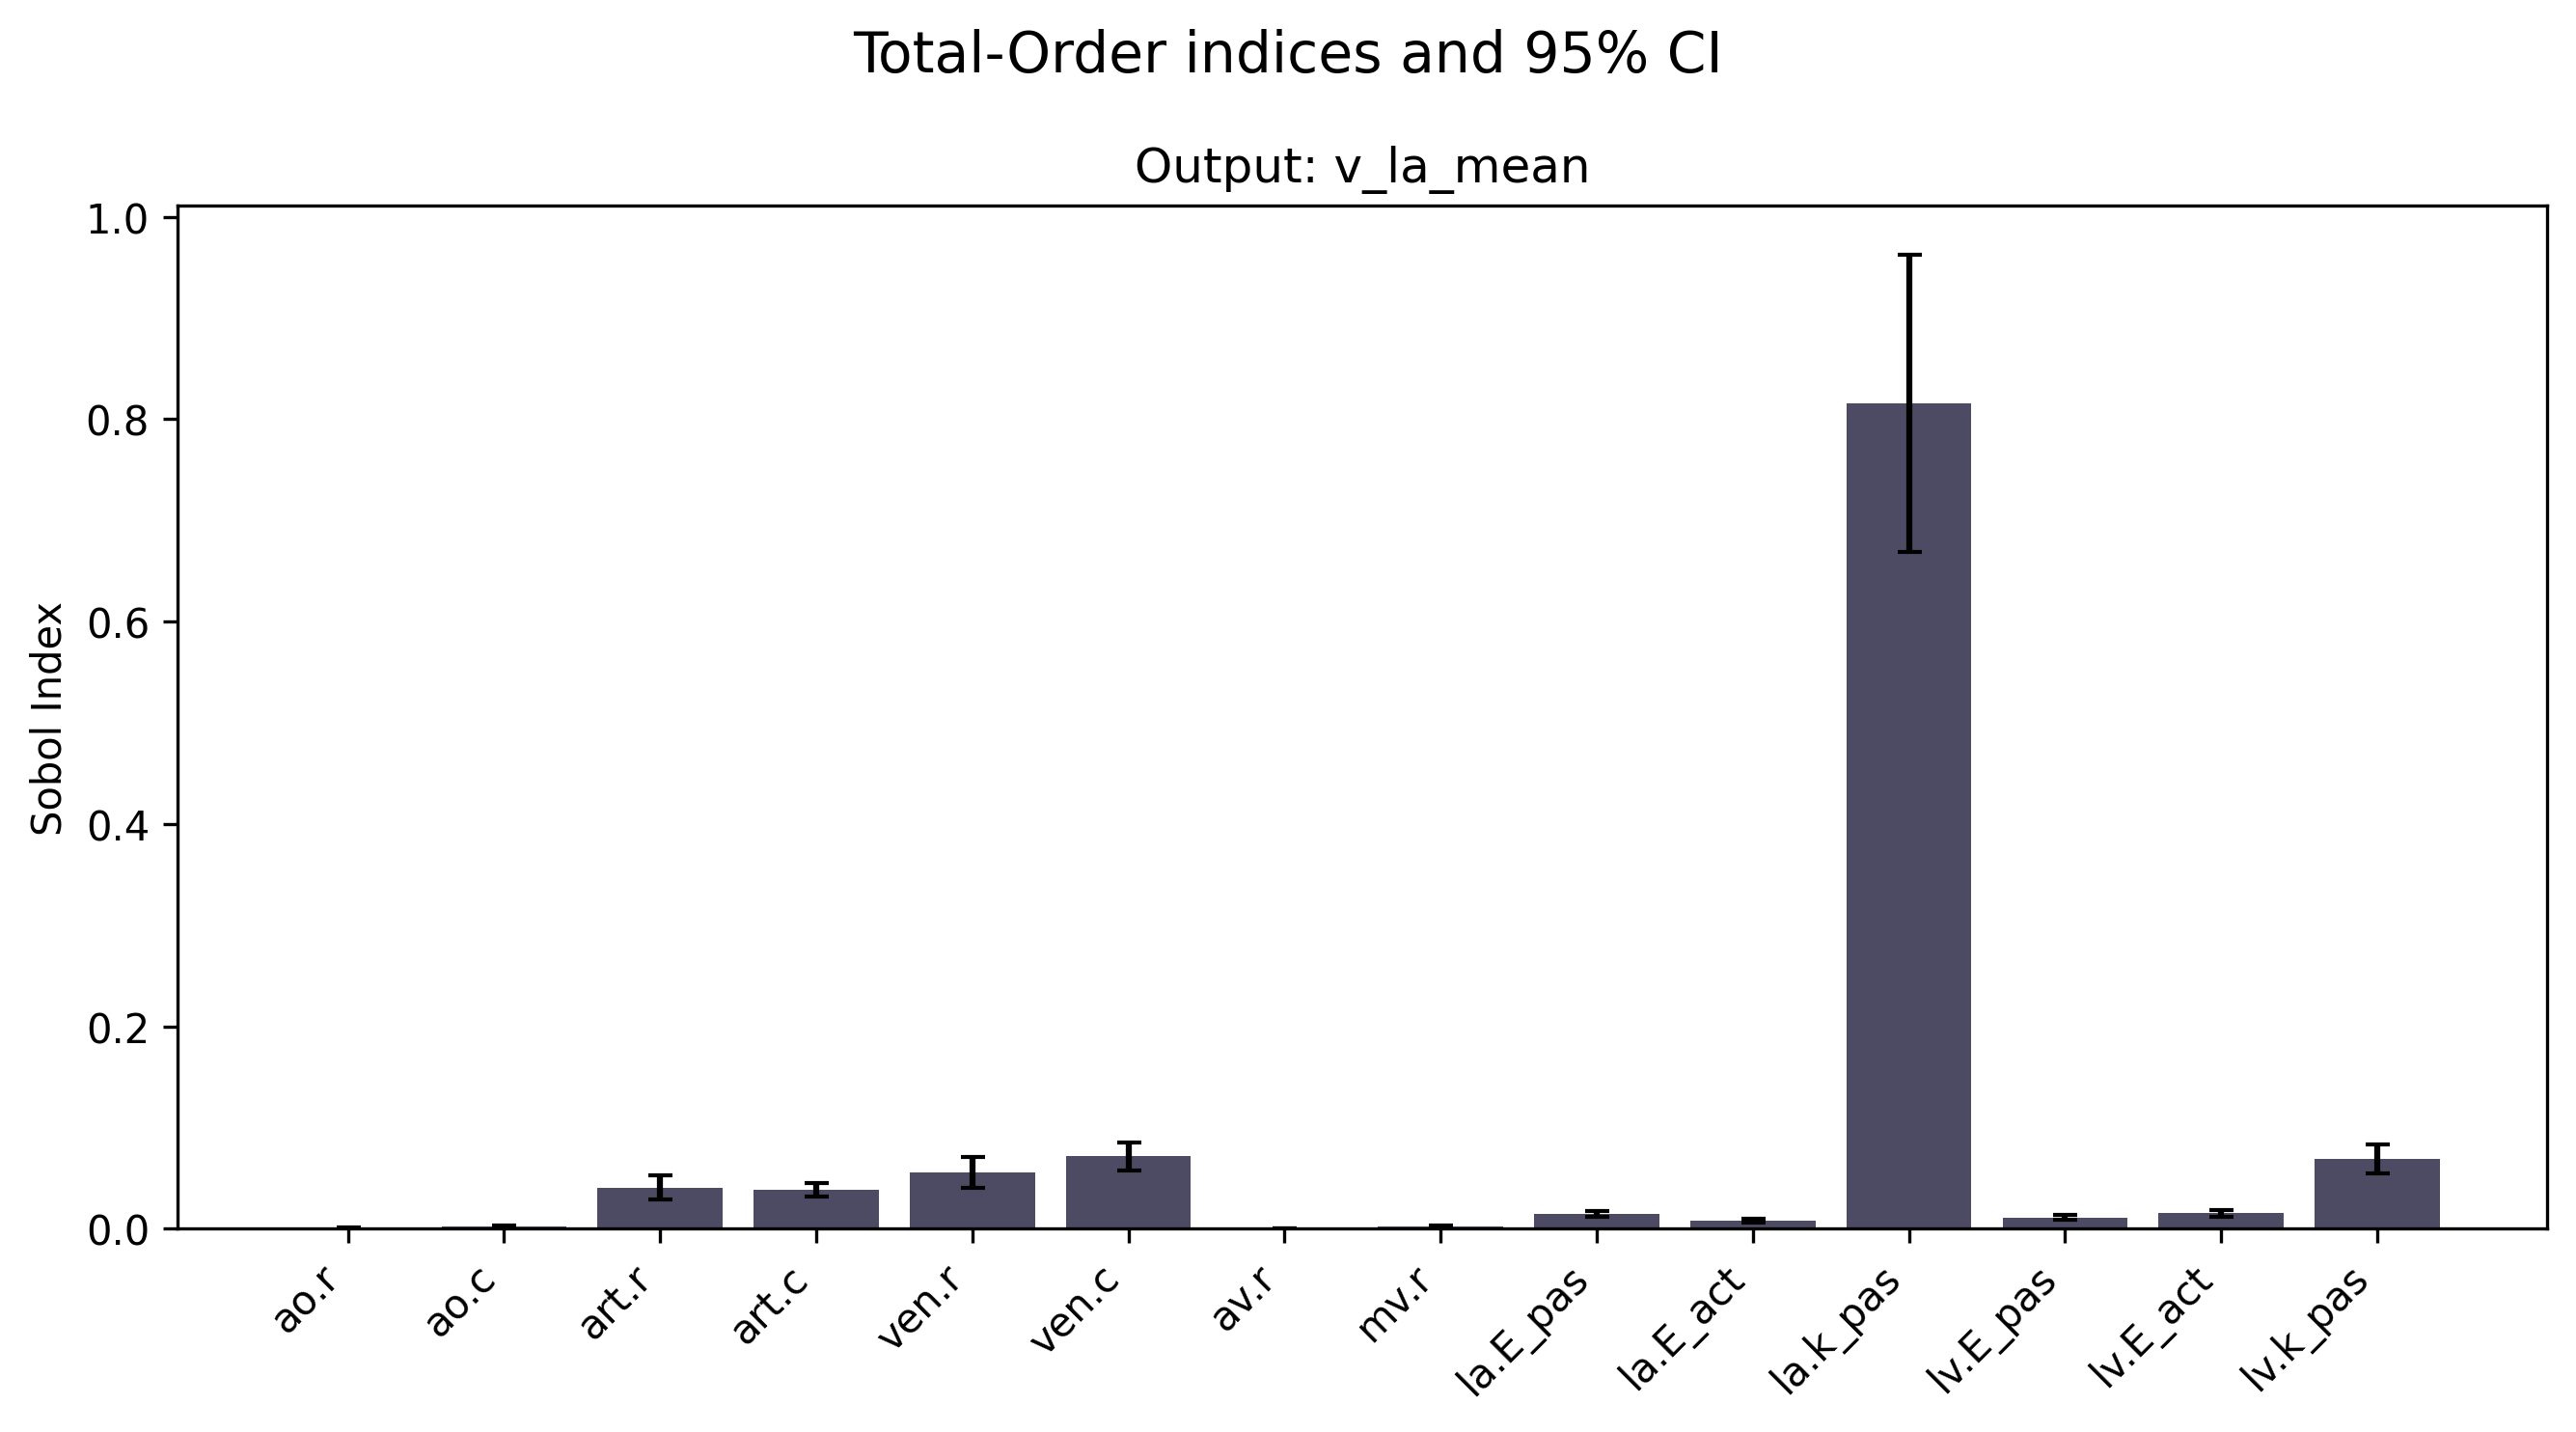 Total-Order indices and 95% CI
Output: v_la_mean
Sobol Index
1.0
0.8
0.6
0.4
0.2
0.0
ao.r
ao.c
art.r
art.c
ven.r
ven.c
av.r
mv.r
la.E_pas
la.E_act
la.k_pas
lv.E_pas
lv.E_act
lv.k_pas